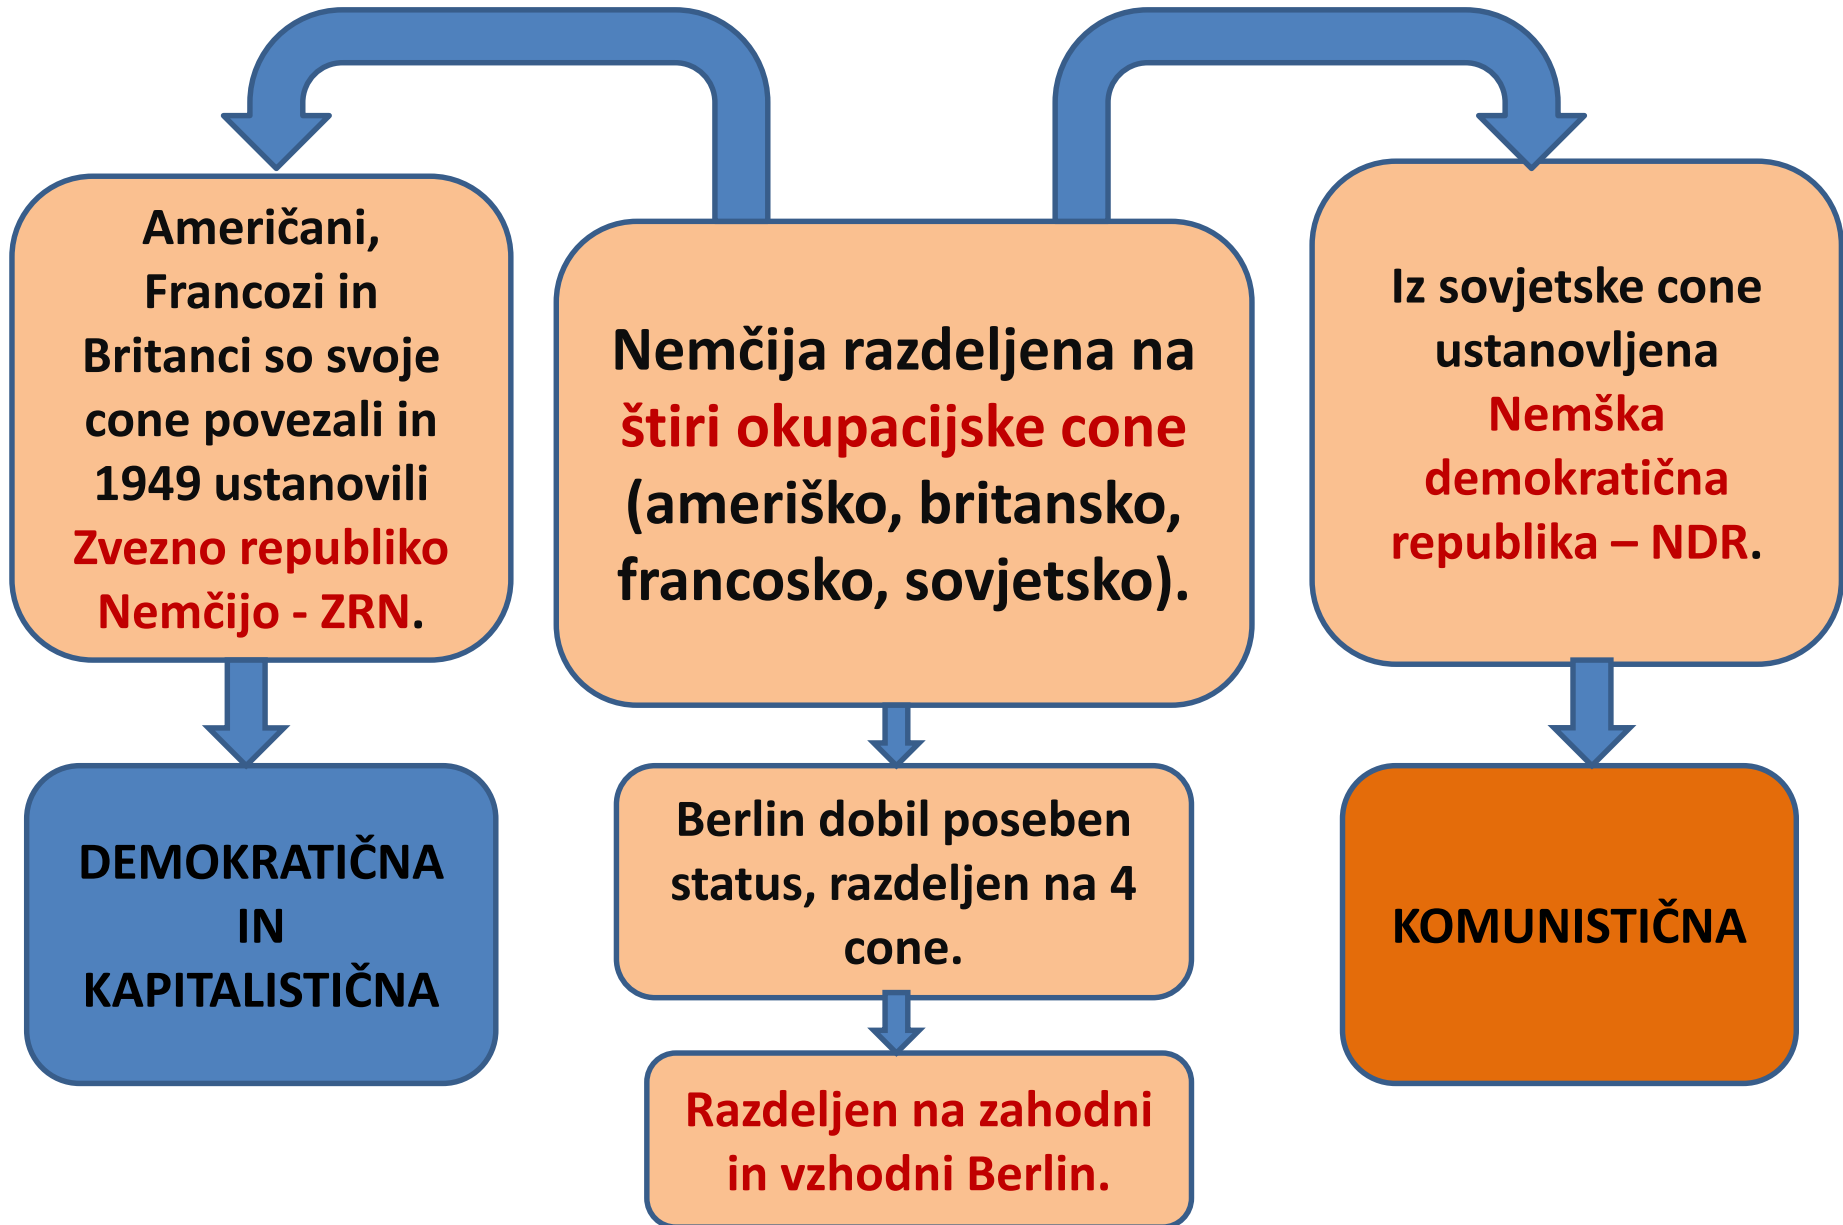 Američani,
Francozi in
Britanci so svoje
cone povezali in
1949 ustanovili
Zvezno republiko
Nemčijo - ZRN.
Nemčija razdeljena na
štiri okupacijske cone
(ameriško, britansko,
francosko, sovjetsko).
Iz sovjetske cone
ustanovljena
Nemška
demokratična
republika – NDR.
DEMOKRATIČNA
IN
KAPITALISTIČNA
Berlin dobil poseben
status, razdeljen na 4
cone.
KOMUNISTIČNA
Razdeljen na zahodni
in vzhodni Berlin.